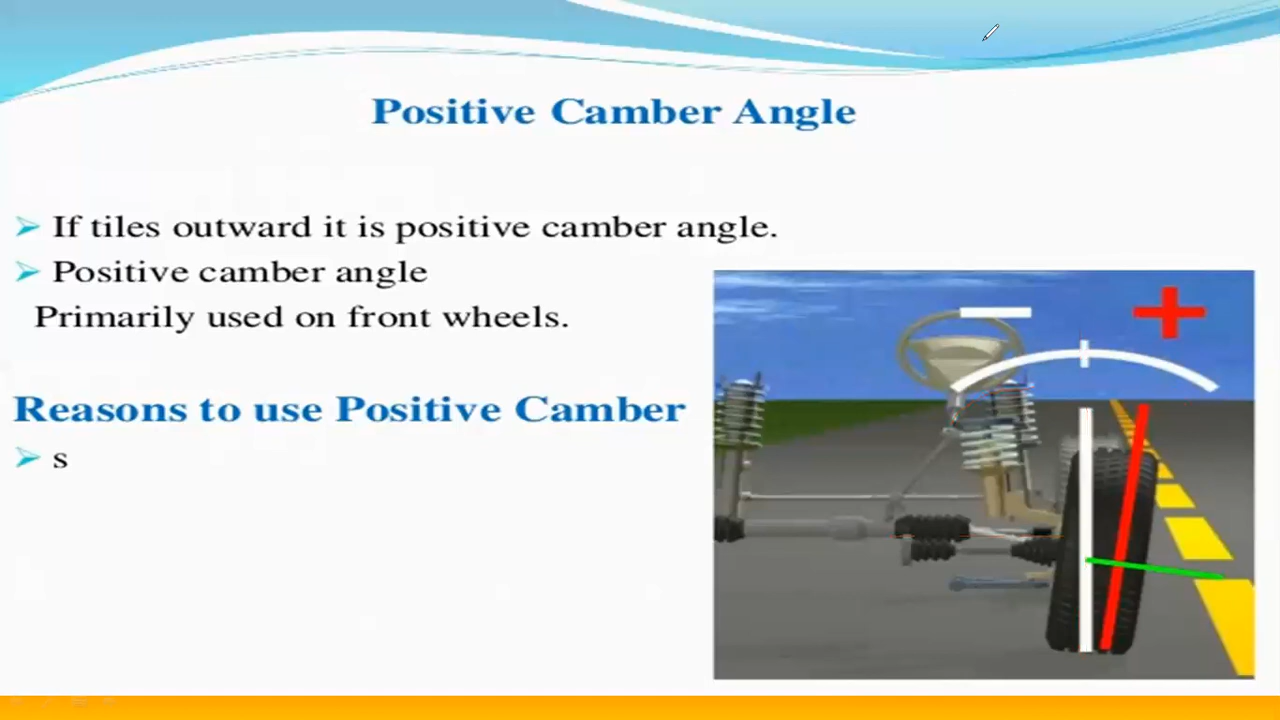 Positive Camber Angle
➢ If tiles outward it is positive camber angle.
➢ Positive camber angle
Primarily used on front wheels.
Reasons to use Positive Camber
➢ s